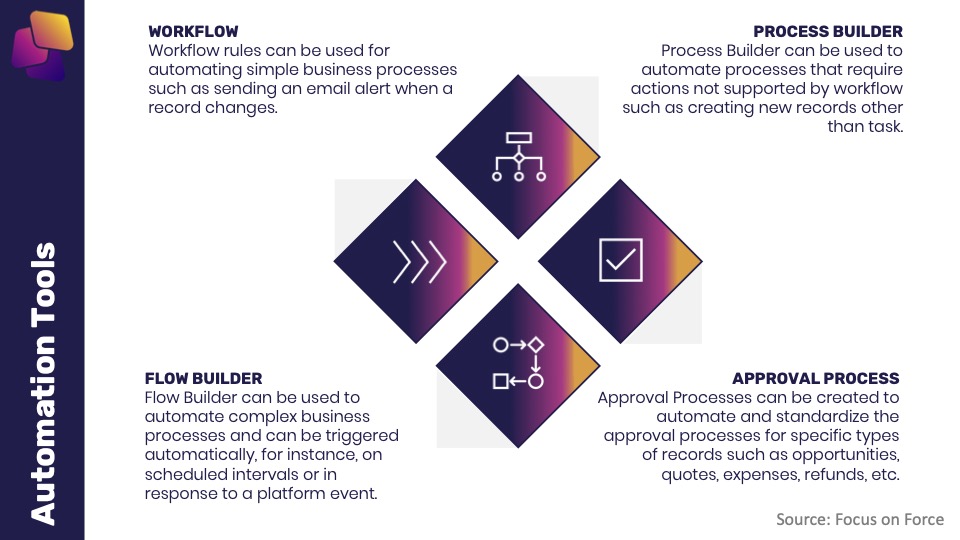 Automation Tools
WORKFLOW
Workflow rules can be used for
automating simple business processes
such as sending an email alert when a
record changes.
PROCESS BUILDER
Process Builder can be used to
automate processes that require
actions not supported by workflow
such as creating new records other
than task.
FLOW BUILDER
Flow Builder can be used to
automate complex business
processes and can be triggered
automatically, for instance, on
scheduled intervals or in
response to a platform event.
APPROVAL PROCESS
Approval Processes can be created to
automate and standardize the
approval processes for specific types
of records such as opportunities,
quotes, expenses, refunds, etc.
Source: Focus on Force